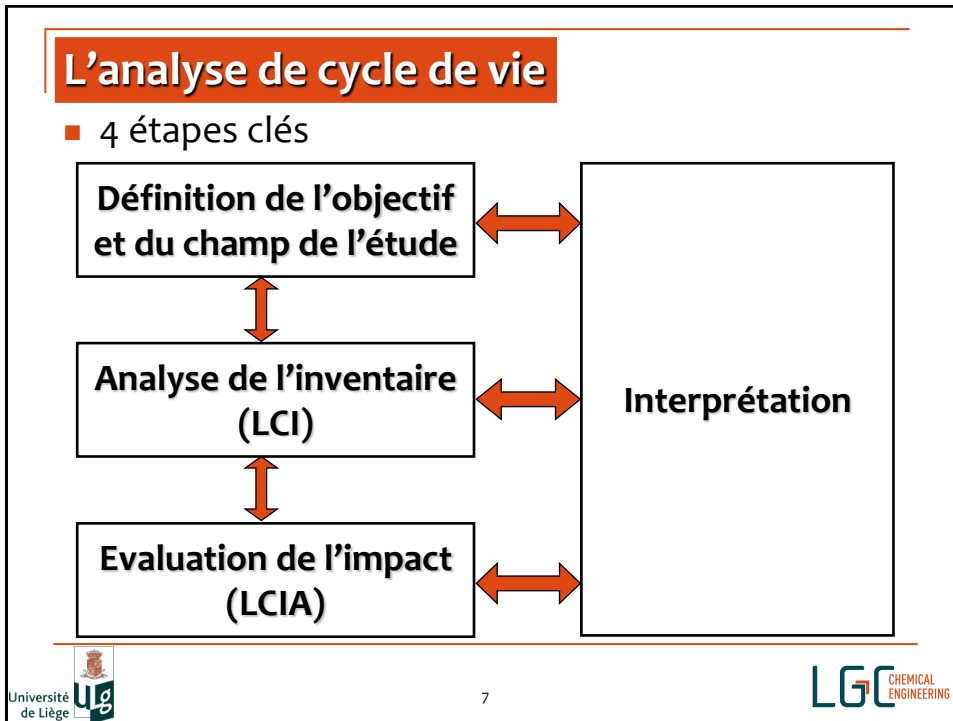 L'analyse de cycle de vie
4 étapes clés
Définition de l'objectif
et du champ de l'étude
Analyse de l'inventaire
(LCI)
Evaluation de l'impact
(LCIA)
Interprétation
Université
de Liège
ULg
7
LGC
CHEMICAL
ENGINEERING